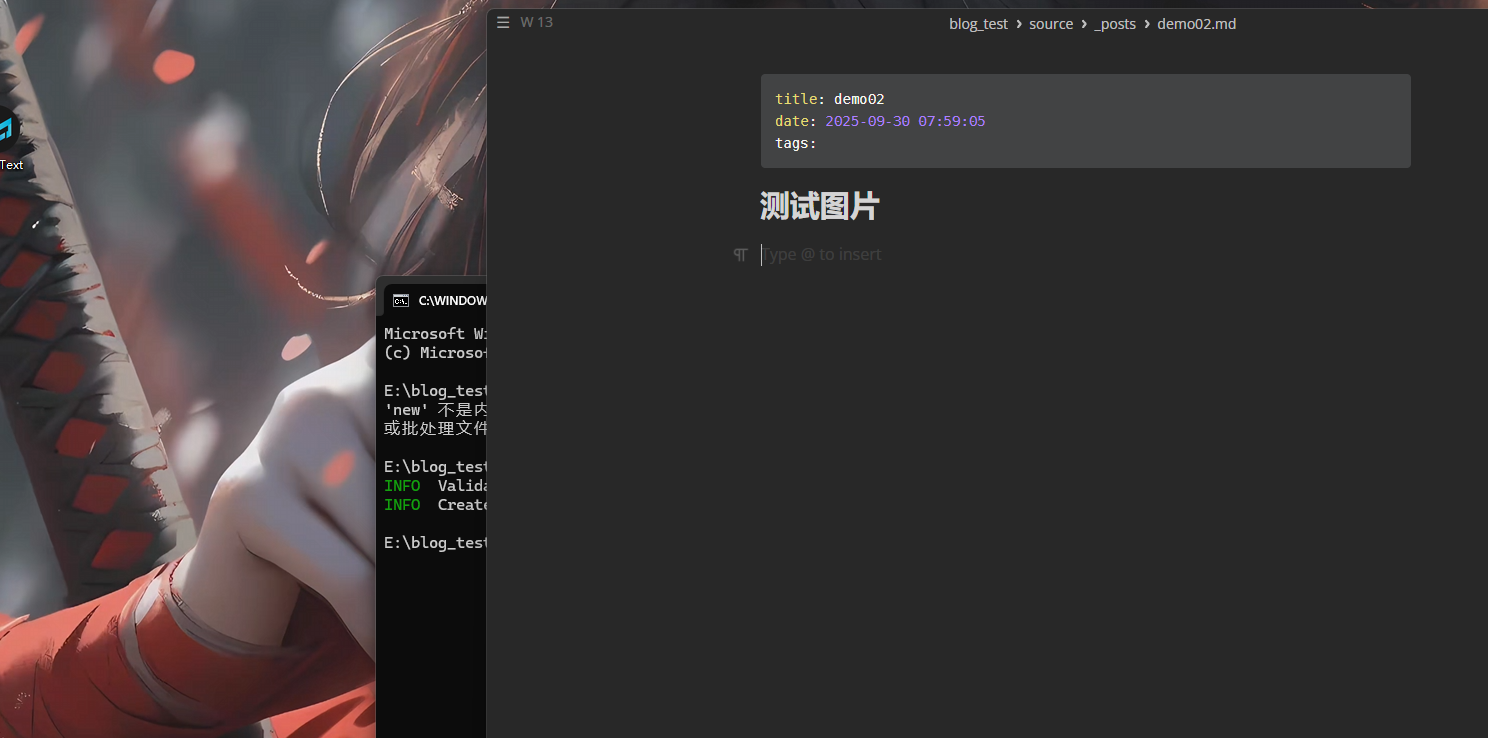 ☰ W 13
blog_test › source › _posts › demo02.md
title: demo02
date: 2025-09-30 07:59:05
tags:
测试图片
Type @ to insert
Text
C:\WINDOW
Microsoft Wi
(c) Microsof
E:\blog_test
'new' 不是内
或批处理文件
E:\blog_test
INFO Valida
INFO Create
E:\blog_test